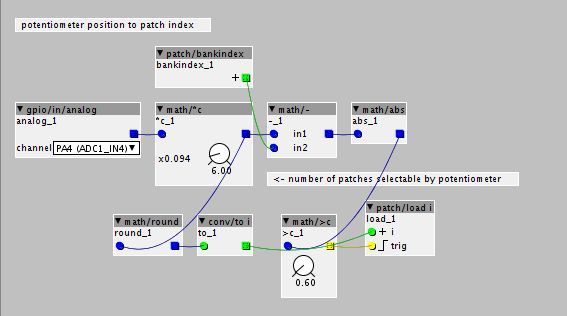 potentiometer position to patch index
▼ patch/bankindex
bankindex_1
+
▼ gpio/in/analog
analog_1
channel PA4 (ADC1_IN4)▼
▼ math/*c
*c_1
x0.094
6.00
▼ math/-
-_1
in1
in2
▼ math/abs
abs_1
<- number of patches selectable by potentiometer
▼ math/round
round_1
▼ conv/to i
to_1
▼ math/>c
>c_1
0.60
▼ patch/load i
load_1
+ i
trig